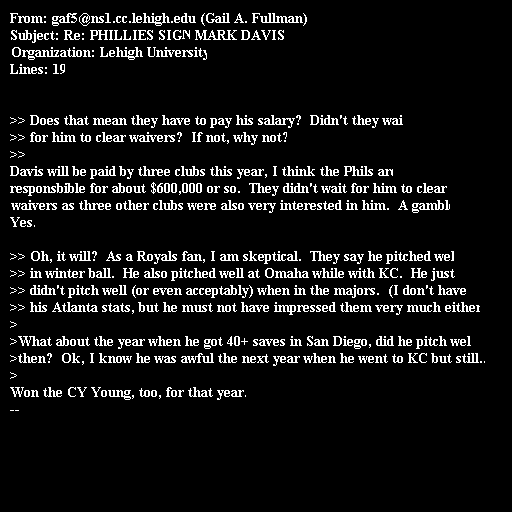 From: gaf5@ns1.cc.lehigh.edu (Gail A. Fullman)
Subject: Re: PHILLIES SIGN MARK DAVIS
Organization: Lehigh University
Lines: 19
>> Does that mean they have to pay his salary? Didn't they wai
>> for him to clear waivers? If not, why not?
>>
Davis will be paid by three clubs this year, I think the Phils are
responsbible for about $600,000 or so. They didn't wait for him to clear
waivers as three other clubs were also very interested in him. A gambl
Yes.
>> Oh, it will? As a Royals fan, I am skeptical. They say he pitched wel
>> in winter ball. He also pitched well at Omaha while with KC. He just
>> didn't pitch well (or even acceptably) when in the majors. (I don't have
>> his Atlanta stats, but he must not have impressed them very much either
>
>What about the year when he got 40+ saves in San Diego, did he pitch wel
>then? Ok, I know he was awful the next year when he went to KC but still..
>
Won the CY Young, too, for that year.
--